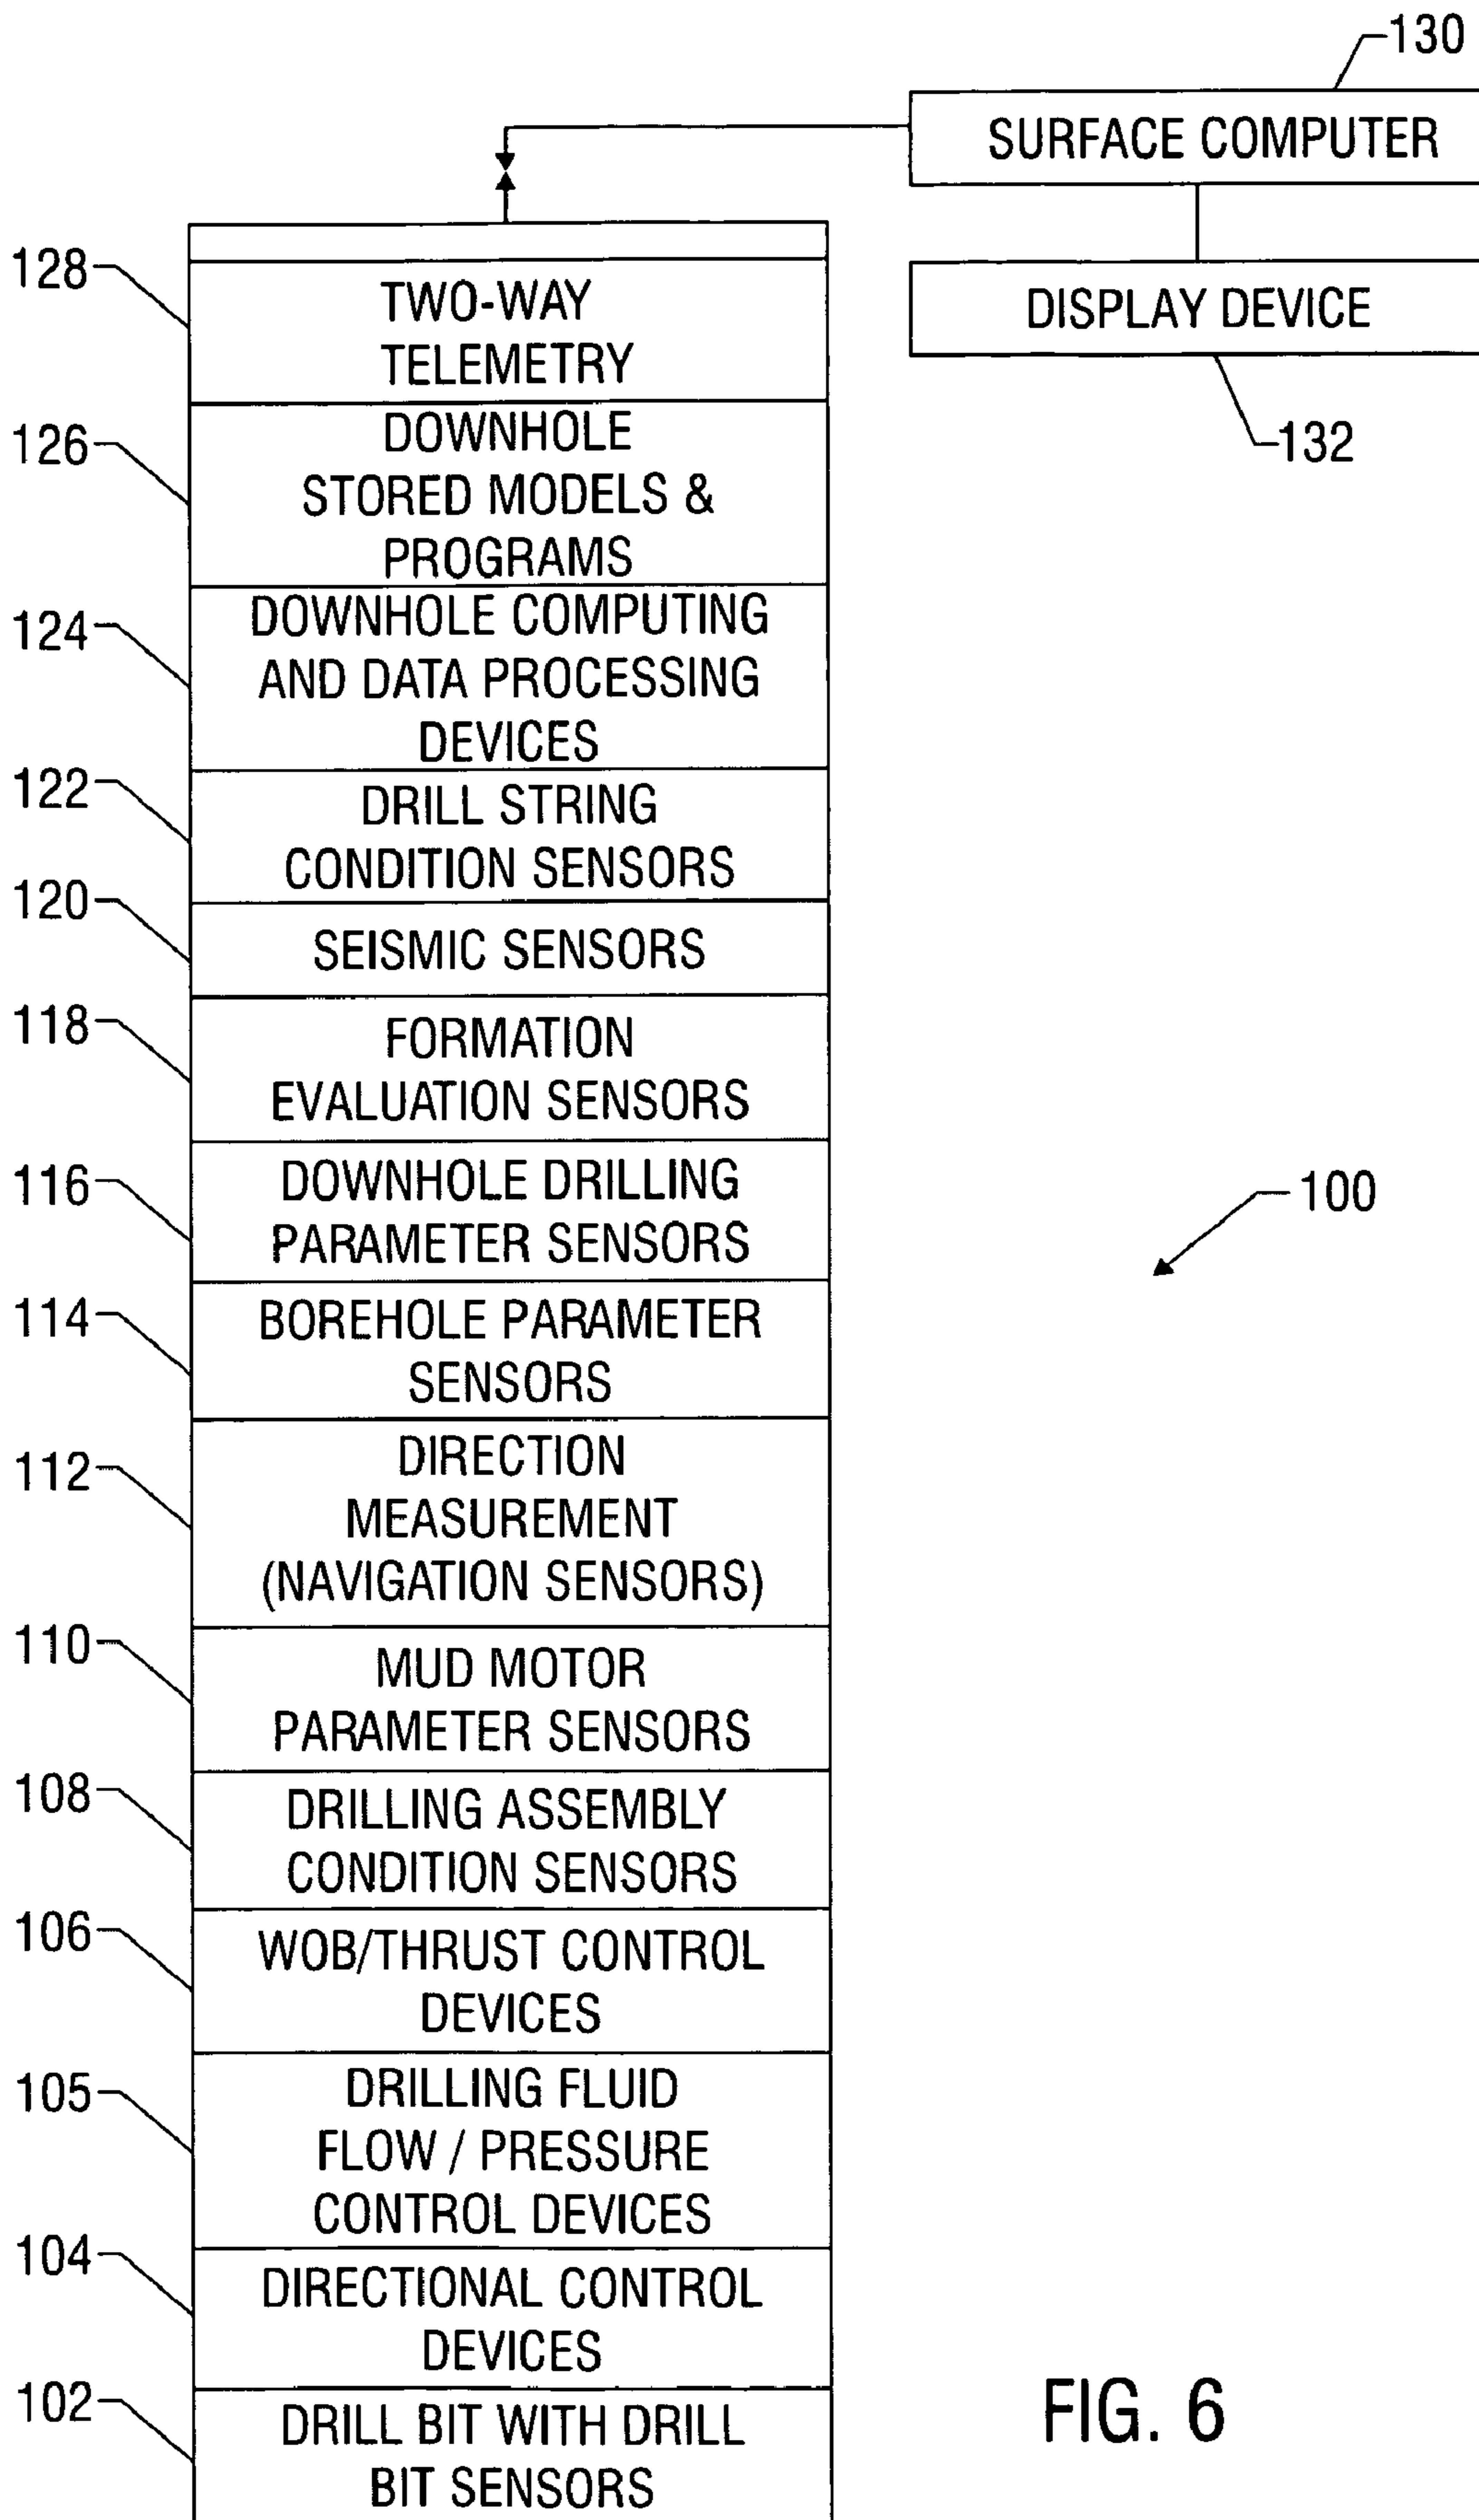 130
SURFACE COMPUTER
128
TWO-WAY
TELEMETRY
DISPLAY DEVICE
132
126
DOWNHOLE
STORED MODELS &
PROGRAMS
124
DOWNHOLE COMPUTING
AND DATA PROCESSING
DEVICES
122
DRILL STRING
CONDITION SENSORS
120
SEISMIC SENSORS
118
FORMATION
EVALUATION SENSORS
116
DOWNHOLE DRILLING
PARAMETER SENSORS
100
114
BOREHOLE PARAMETER
SENSORS
112
DIRECTION
MEASUREMENT
(NAVIGATION SENSORS)
110
MUD MOTOR
PARAMETER SENSORS
108
DRILLING ASSEMBLY
CONDITION SENSORS
106
WOB/THRUST CONTROL
DEVICES
105
DRILLING FLUID
FLOW / PRESSURE
CONTROL DEVICES
104
DIRECTIONAL CONTROL
DEVICES
102
DRILL BIT WITH DRILL
BIT SENSORS
FIG. 6